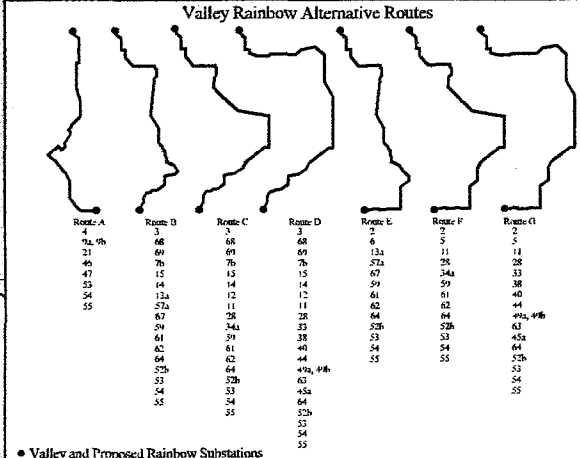 Valley Rainbow Alternative Routes
Route A Route B Route C Route D Route E Route F Route G
4 3 3 3 2 2 2
9a, 9b 68 68 68 6 5 5
21 69 69 69 13a 11 11
46 7b 7b 7b 57a 28 28
47 15 15 15 67 34a 33
53 14 14 14 59 59 38
54 13a 12 12 61 61 40
55 57a 11 11 62 62 44
67 28 28 64 64 49a, 49b
59 34a 33 52b 52b 63
61 59 38 53 53 45a
62 61 40 54 54 64
64 62 44 55 55 52b
52b 64 49a, 49b 53
53 52b 63 54
54 53 45a 55
55 54 64
55 52b
53
54
55
• Valley and Proposed Rainbow Substations